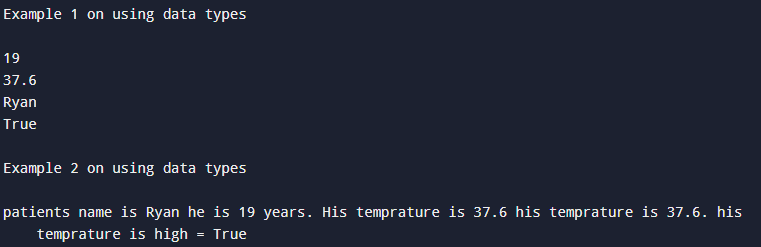 Example 1 on using data types
19
37.6
Ryan
True
Example 2 on using data types
patients name is Ryan he is 19 years. His temprature is 37.6 his temprature is 37.6. his
temprature is high = True